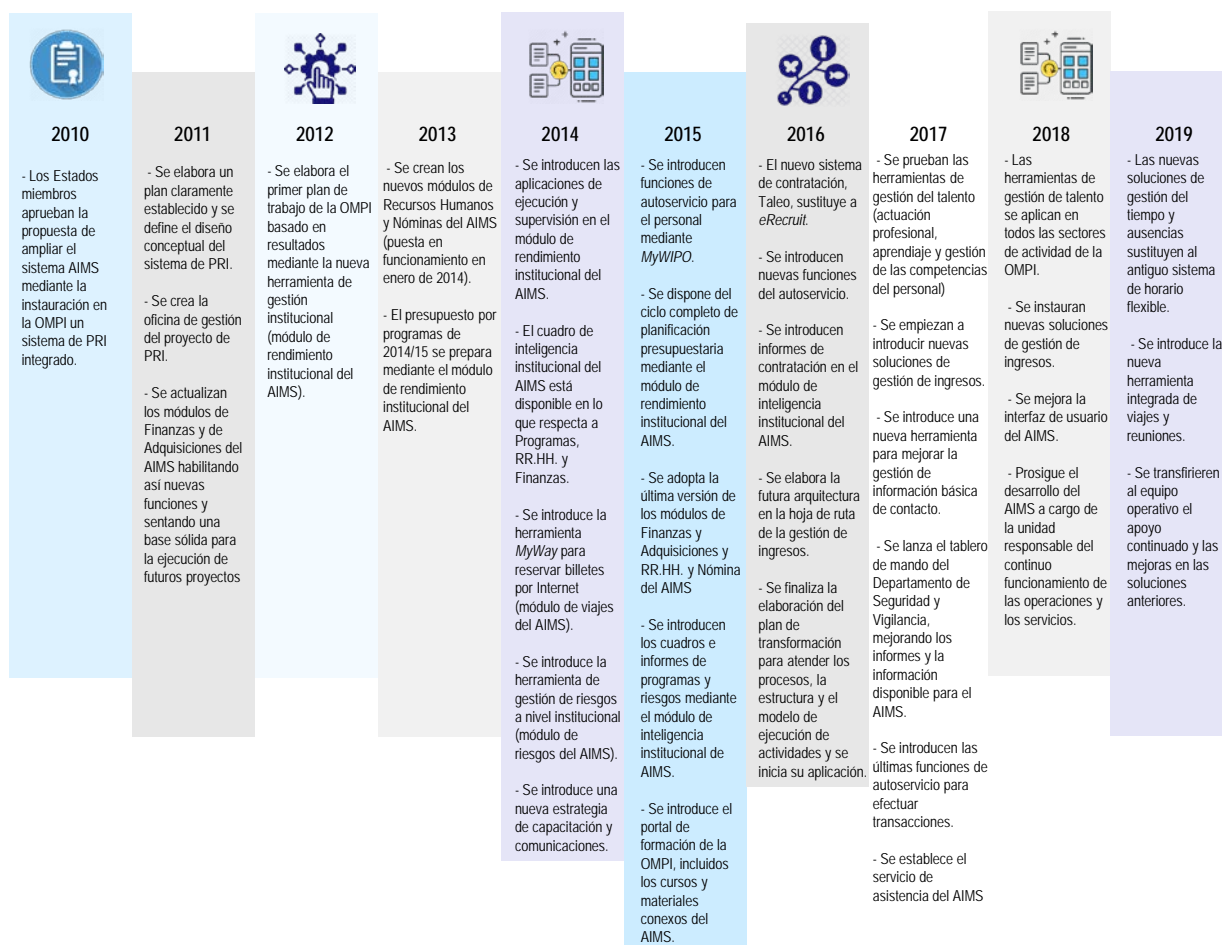 2010
- Los Estados
miembros
aprueban la
propuesta de
ampliar el
sistema AIMS
mediante la
instauración en
la OMPI un
sistema de PRI
integrado.
2011
- Se elabora un
plan claramente
establecido y se
define el diseño
conceptual del
sistema de PRI.
- Se crea la
oficina de gestión
del proyecto de
PRI.
- Se actualizan
los módulos de
Finanzas y de
Adquisiciones del
AIMS habilitando
así nuevas
funciones y
sentando una
base sólida para
la ejecución de
futuros proyectos
2012
- Se elabora el
primer plan de
trabajo de la OMPI
basado en
resultados
mediante la nueva
herramienta de
gestión
institucional
(módulo de
rendimiento
institucional del
AIMS).
2013
- Se crean los
nuevos módulos de
Recursos Humanos
y Nóminas del AIMS
(puesta en
funcionamiento en
enero de 2014).
- El presupuesto por
programas de
2014/15 se prepara
mediante el módulo
de rendimiento
institucional del
AIMS.
2014
- Se introducen las
aplicaciones de
ejecución y
supervisión en el
módulo de
rendimiento
institucional del
AIMS.
- El cuadro de
inteligencia
institucional del
AIMS está
disponible en lo
que respecta a
Programas,
RR.HH. y
Finanzas.
- Se introduce la
herramienta
MyWay para
reservar billetes
por Internet
(módulo de viajes
del AIMS).
- Se introduce la
herramienta de
gestión de riesgos
a nivel institucional
(módulo de
riesgos del AIMS).
- Se introduce una
nueva estrategia
de capacitación y
comunicaciones.
2015
- Se introducen
funciones de
autoservicio para
el personal
mediante
MyWIPO.
- Se dispone del
ciclo completo de
planificación
presupuestaria
mediante el
módulo de
rendimiento
institucional del
AIMS.
- Se adopta la
última versión de
los módulos de
Finanzas y
Adquisiciones y
RR.HH. y Nómina
del AIMS
- Se introducen
los cuadros e
informes de
programas y
riesgos mediante
el módulo de
inteligencia
institucional de
AIMS.
- Se introduce el
portal de
formación de la
OMPI, incluidos
los cursos y
materiales
conexos del
AIMS.
2016
- El nuevo sistema
de contratación,
Taleo, sustituye a
eRecruit.
- Se introducen
nuevas funciones
del autoservicio.
- Se introducen
informes de
contratación en el
módulo de
inteligencia
institucional del
AIMS.
- Se elabora la
futura arquitectura
en la hoja de ruta
de la gestión de
ingresos.
- Se finaliza la
elaboración del
plan de
transformación
para atender los
procesos, la
estructura y el
modelo de
ejecución de
actividades y se
inicia su aplicación.
2017
- Se prueban las
herramientas de
gestión del talento
(actuación
profesional,
aprendizaje y gestión
de las competencias
del personal)
- Se empiezan a
introducir nuevas
soluciones de
gestión de ingresos.
- Se introduce una
nueva herramienta
para mejorar la
gestión de
información básica
de contacto.
- Se lanza el tablero
de mando del
Departamento de
Seguridad y
Vigilancia,
mejorando los
informes y la
información
disponible para el
AIMS.
- Se introducen las
últimas funciones de
autoservicio para
efectuar
transacciones.
- Se establece el
servicio de
asistencia del AIMS
2018
- Las
herramientas de
gestión de talento
se aplican en
todos las sectores
de actividad de la
OMPI.
- Se instauran
nuevas soluciones
de gestión de
ingresos.
- Se mejora la
interfaz de usuario
del AIMS.
- Prosigue el
desarrollo del
AIMS a cargo de
la unidad
responsable del
continuo
funcionamiento de
las operaciones y
los servicios.
2019
- Las nuevas
soluciones de
gestión del
tiempo y
ausencias
sustituyen al
antiguo sistema
de horario
flexible.
- Se introduce la
nueva
herramienta
integrada de
viajes y
reuniones.
- Se transfirieren
al equipo
operativo el
apoyo
continuado y las
mejoras en las
soluciones
anteriores.